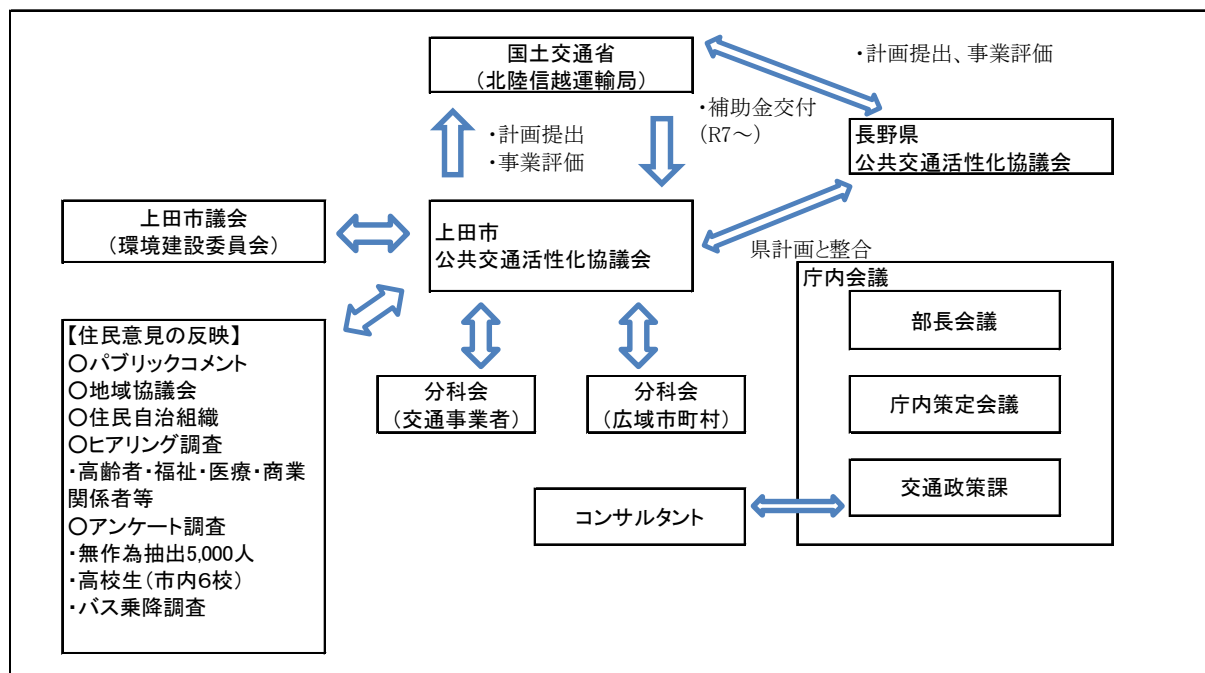 国土交通省
(北陸信越運輸局)
・計画提出、事業評価
・補助金交付
(R7～)
・計画提出
・事業評価
長野県
公共交通活性化協議会
上田市議会
(環境建設委員会)
上田市
公共交通活性化協議会
県計画と整合
庁内会議
部長会議
庁内策定会議
交通政策課
【住民意見の反映】
○パブリックコメント
○地域協議会
○住民自治組織
○ヒアリング調査
・高齢者・福祉・医療・商業
関係者等
○アンケート調査
・無作為抽出5,000人
・高校生(市内6校)
・バス乗降調査
分科会
(交通事業者)
分科会
(広域市町村)
コンサルタント